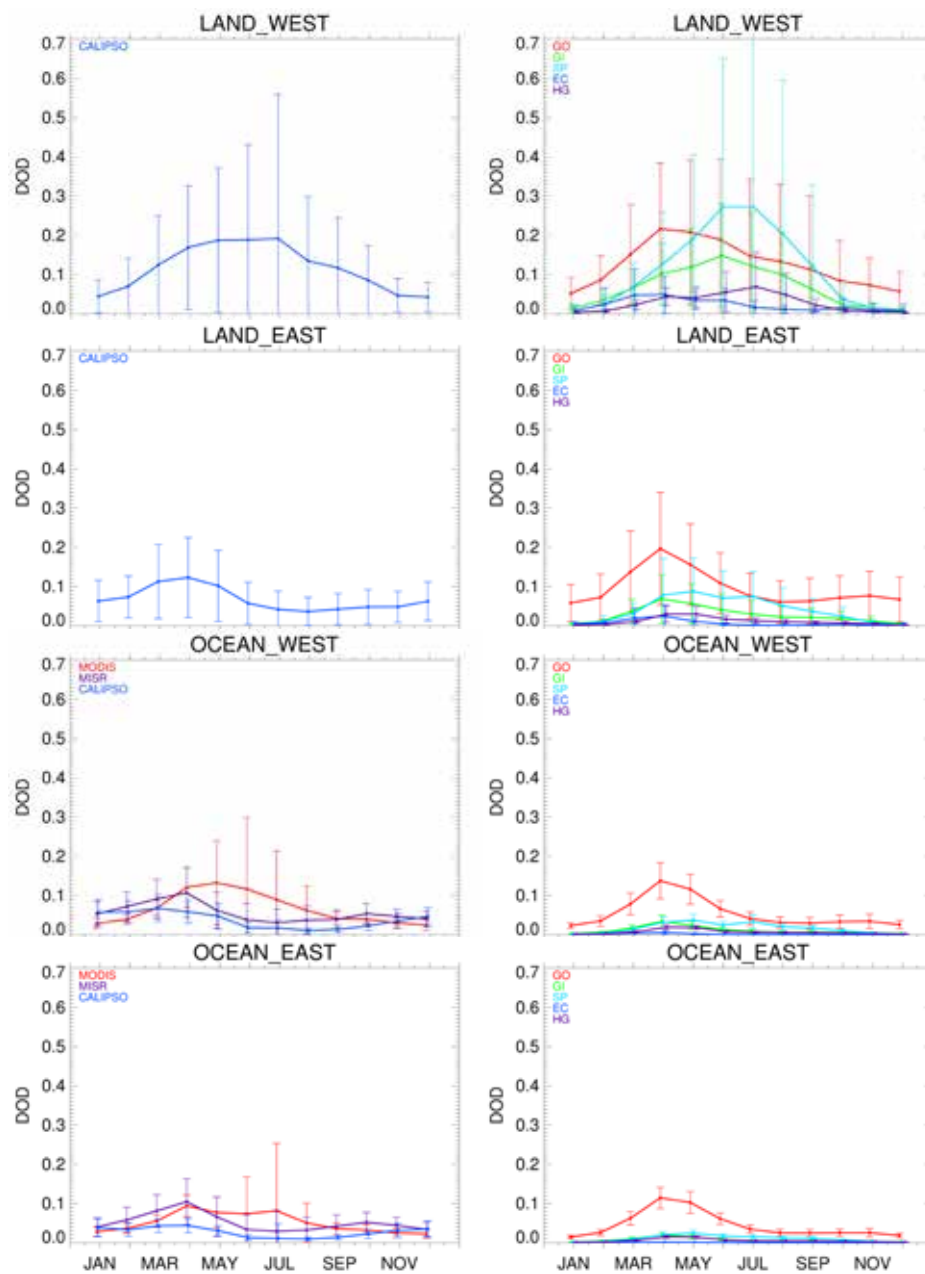 LAND_WEST
CALIPSO
0.7
0.6
0.5
0.4
0.3
0.2
0.1
0.0
DOD
LAND_WEST
GO
GI
SP
EC
HG
0.7
0.6
0.5
0.4
0.3
0.2
0.1
0.0
DOD
LAND_EAST
CALIPSO
0.7
0.6
0.5
0.4
0.3
0.2
0.1
0.0
DOD
LAND_EAST
GO
GI
SP
EC
HG
0.7
0.6
0.5
0.4
0.3
0.2
0.1
0.0
DOD
OCEAN_WEST
MODIS
MISR
CALIPSO
0.7
0.6
0.5
0.4
0.3
0.2
0.1
0.0
DOD
OCEAN_WEST
GO
GI
SP
EC
HG
0.7
0.6
0.5
0.4
0.3
0.2
0.1
0.0
DOD
OCEAN_EAST
MODIS
MISR
CALIPSO
0.7
0.6
0.5
0.4
0.3
0.2
0.1
0.0
DOD
JAN MAR MAY JUL SEP NOV
OCEAN_EAST
GO
GI
SP
EC
HG
0.7
0.6
0.5
0.4
0.3
0.2
0.1
0.0
DOD
JAN MAR MAY JUL SEP NOV